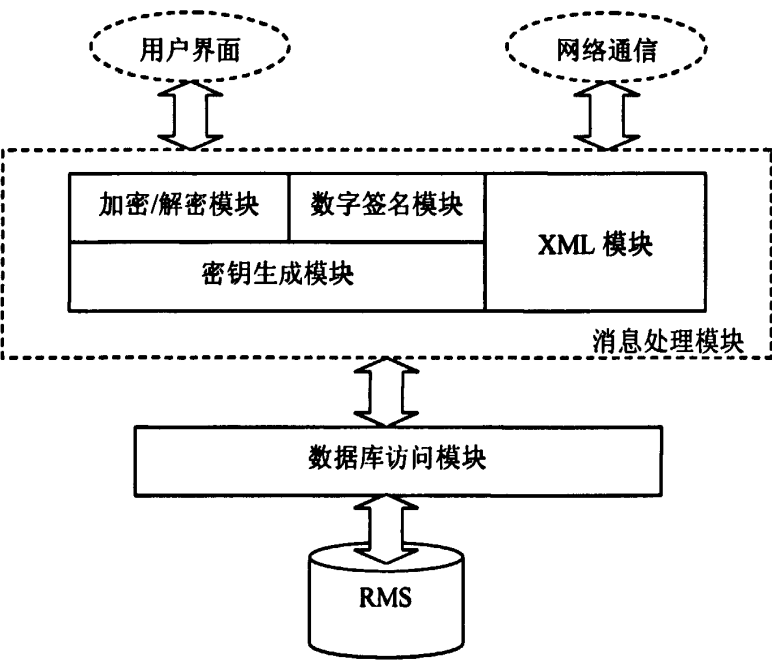 用户界面
网络通信
加密/解密模块
数字签名模块
XML 模块
密钥生成模块
消息处理模块
数据库访问模块
RMS